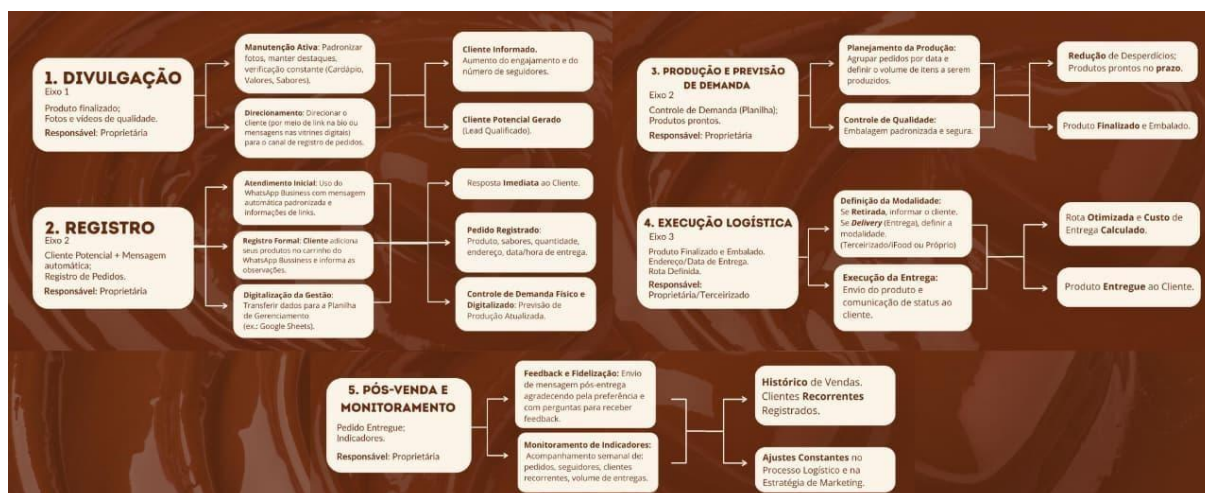 1. DIVULGAÇÃO
Eixo 1
Produto finalizado;
Fotos e vídeos de qualidade.
Responsável: Proprietária
Manutenção Ativa: Padronizar
fotos, manter destaques,
verificação constante (Cardápio,
Valores, Sabores).
Direcionamento: Direcionar o
cliente (por meio de link na bio ou
mensagens nas vitrines digitais)
para o canal de registro de pedidos.
Cliente Informado.
Aumento do engajamento e do
número de seguidores.
Cliente Potencial Gerado
(Lead Qualificado).
2. REGISTRO
Eixo 2
Cliente Potencial + Mensagem
automática;
Registro de Pedidos.
Responsável: Proprietária
Atendimento Inicial: Uso do
WhatsApp Business com mensagem
automática padronizada e
informações de links.
Registro Formal: Cliente adiciona
seus produtos no carrinho do
WhatsApp Bussiness e informa as
observações.
Digitalização da Gestão:
Transferir dados para a Planilha
de Gerenciamento
(ex.: Google Sheets).
Resposta Imediata ao Cliente.
Pedido Registrado:
Produto, sabores, quantidade,
endereço, data/hora de entrega.
Controle de Demanda Físico e
Digitalizado: Previsão de
Produção Atualizada.
3. PRODUÇÃO E PREVISÃO
DE DEMANDA
Eixo 2
Controle de Demanda (Planilha);
Produtos prontos.
Responsável: Proprietária
Planejamento da Produção:
Agrupar pedidos por data e
definir o volume de itens a serem
produzidos.
Controle de Qualidade:
Embalagem padronizada e segura.
Redução de Desperdícios;
Produtos prontos no prazo.
Produto Finalizado e Embalado.
4. EXECUÇÃO LOGÍSTICA
Eixo 3
Produto Finalizado e Embalado.
Endereço/Data de Entrega.
Rota Definida.
Responsável:
Proprietária/Terceirizado
Definição da Modalidade:
Se Retirada, informar o cliente.
Se Delivery (Entrega), definir a
modalidade.
(Terceirizado/iFood ou Próprio)
Execução da Entrega:
Envio do produto e
comunicação de status ao
cliente.
Rota Otimizada e Custo de
Entrega Calculado.
Produto Entregue ao Cliente.
5. PÓS-VENDA E
MONITORAMENTO
Pedido Entregue;
Indicadores.
Responsável: Proprietária
Feedback e Fidelização: Envio
de mensagem pós-entrega
agradecendo pela preferência e
com perguntas para receber
feedback.
Monitoramento de Indicadores:
Acompanhamento semanal de:
pedidos, seguidores, clientes
recorrentes, volume de entregas.
Histórico de Vendas.
Clientes Recorrentes
Registrados.
Ajustes Constantes no
Processo Logístico e na
Estratégia de Marketing.